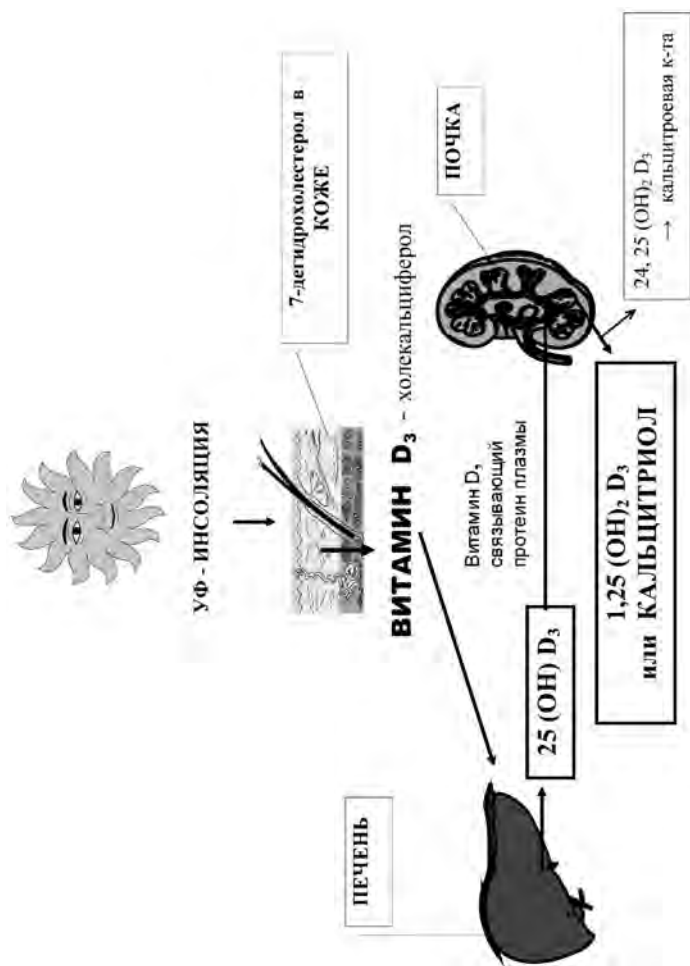 УФ - ИНСОЛЯЦИЯ
7-дегидрохолестерол в
КОЖЕ
ВИТАМИН D₃ – холекальциферол
ПЕЧЕНЬ
ПОЧКА
Витамин D,
связывающий
протеин плазмы
25 (OH) D₃
1,25 (OH)₂ D₃
или КАЛЬЦИТРИОЛ
24, 25 (OH)₂ D₃
→ кальцитроевая к-та